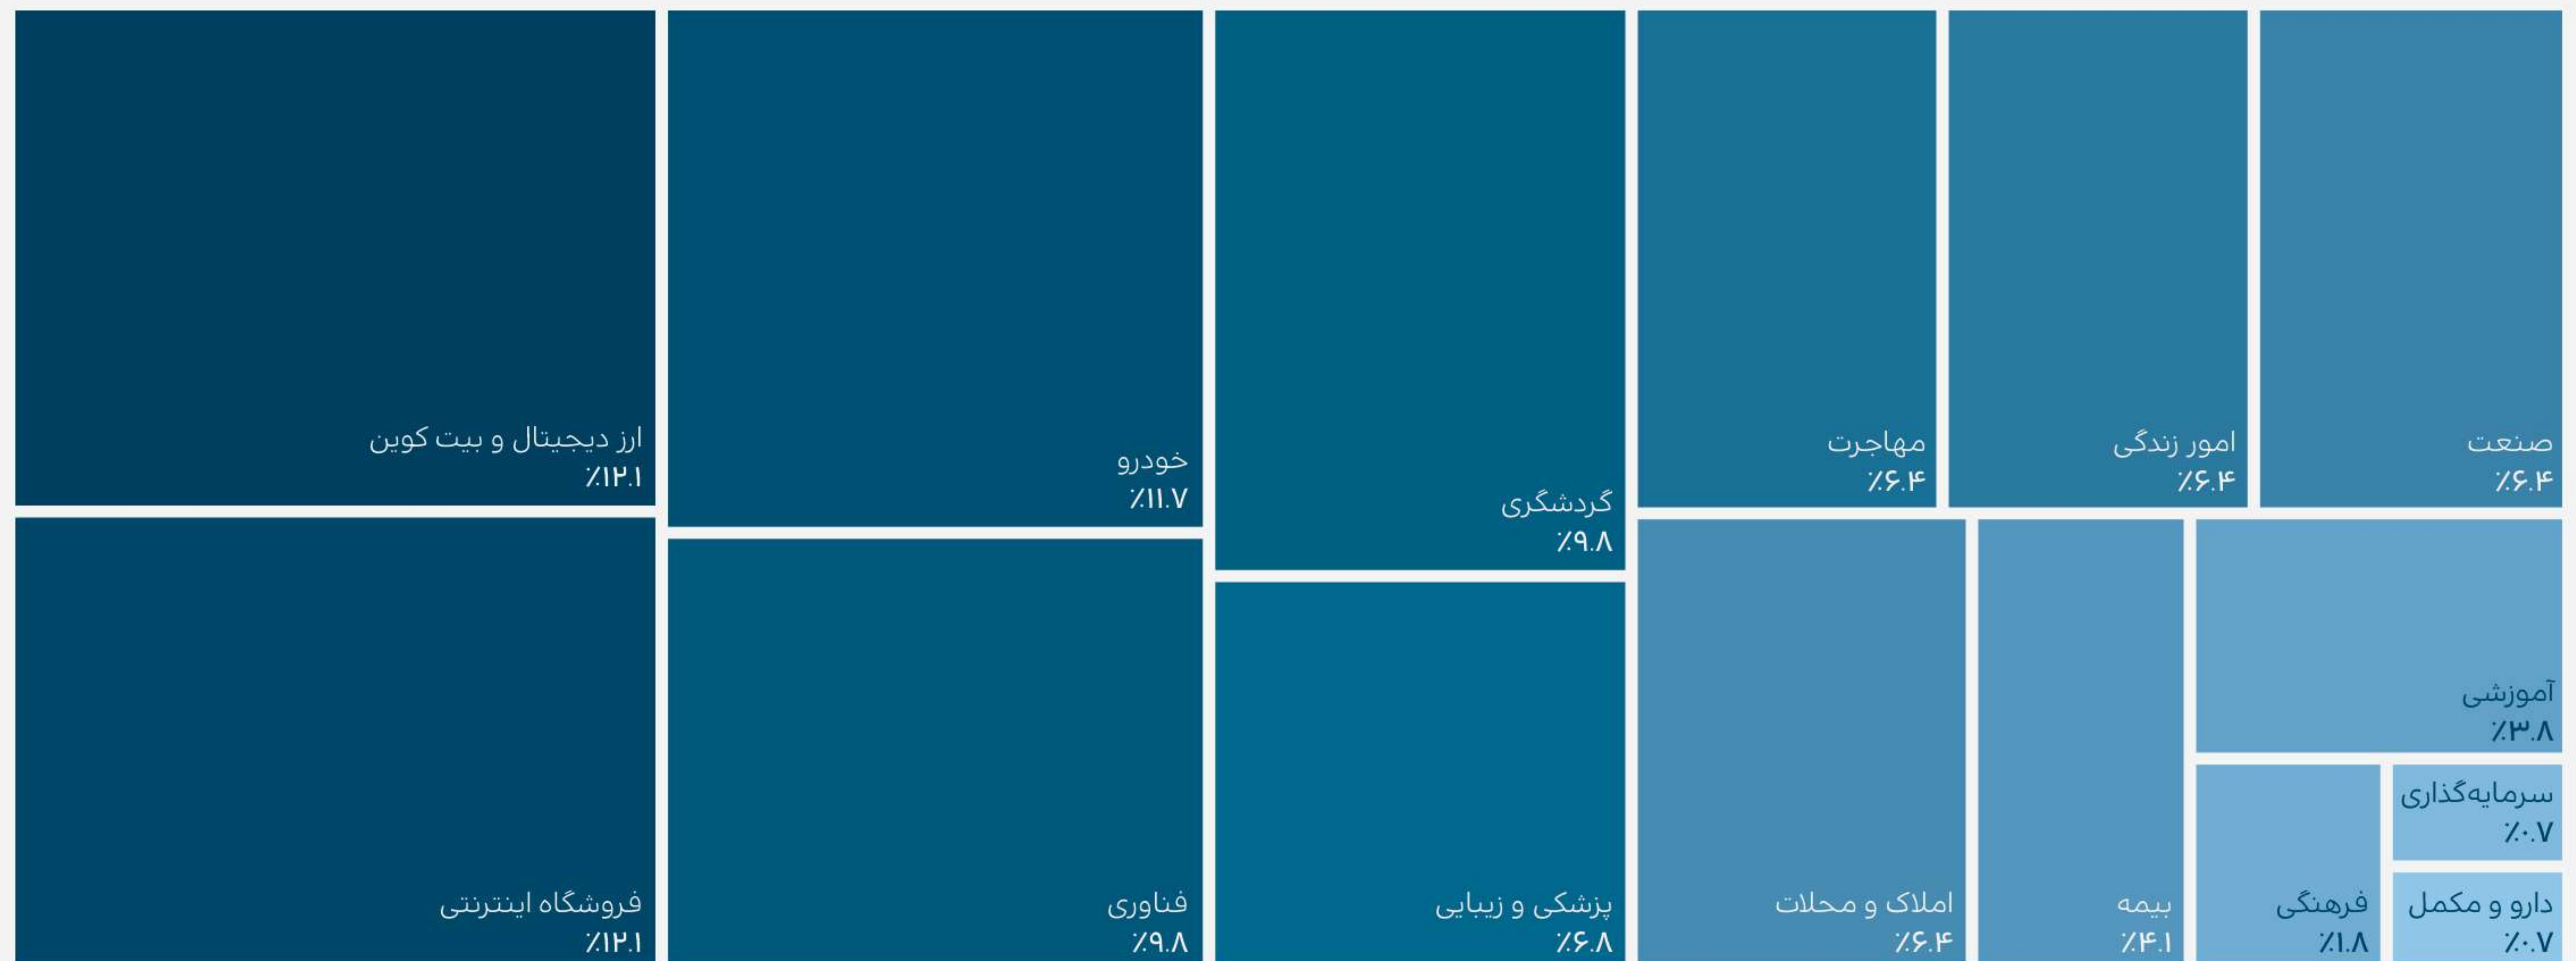 ارز دیجیتال و بیت کوین
٪۱۲.۱
خودرو
٪۱۱.۷
گردشگری
٪۹.۸
مهاجرت
٪۶.۴
امور زندگی
٪۶.۴
صنعت
٪۶.۴
فروشگاه اینترنتی
٪۱۲.۱
فناوری
٪۹.۸
پزشکی و زیبایی
٪۶.۸
املاک و محلات
٪۶.۴
بیمه
٪۴.۱
آموزشی
٪۳.۸
فرهنگی
٪۱.۸
سرمایه‌گذاری
٪۰.۷
دارو و مکمل
٪۰.۷